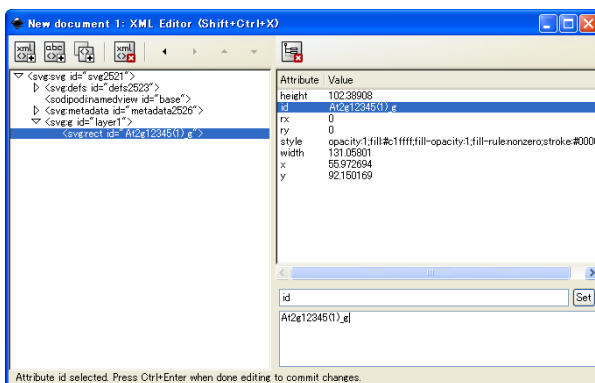 New document 1: XML Editor (Shift+Ctrl+X)
xml abc xml
<svg:svg id="svg2521">
<svg:defs id="defs2523">
<sodipodi:namedview id="base">
<svg:metadata id="metadata2526">
<svg:g id="layer1">
<svg:rect id="At2g12345(1)_g">
Attribute Value
height 102.38908
id At2g12345(1)_g
rx 0
ry 0
style opacity:1;fill:#c1ffff;fill-opacity:1;fill-rule:nonzero;stroke:#000
width 131.05801
x 55.972694
y 92.150169
id Set
At2g12345(1)_g
Attribute id selected. Press Ctrl+Enter when done editing to commit changes.